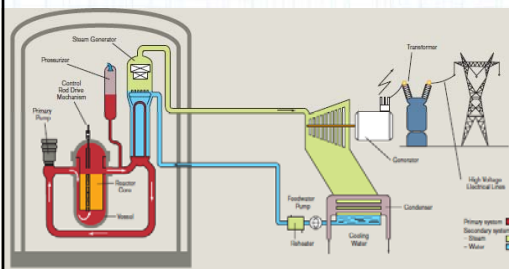 Steam Generator
Pressurizer
Control
Rod Drive
Mechanism
Primary
Pump
Reactor
Core
Vessel
Transformer
Generator
High Voltage
Electrical Lines
Feedwater
Pump
Condenser
Reheater
Cooling
Water
Primary system
Secondary system
- Steam
- Water